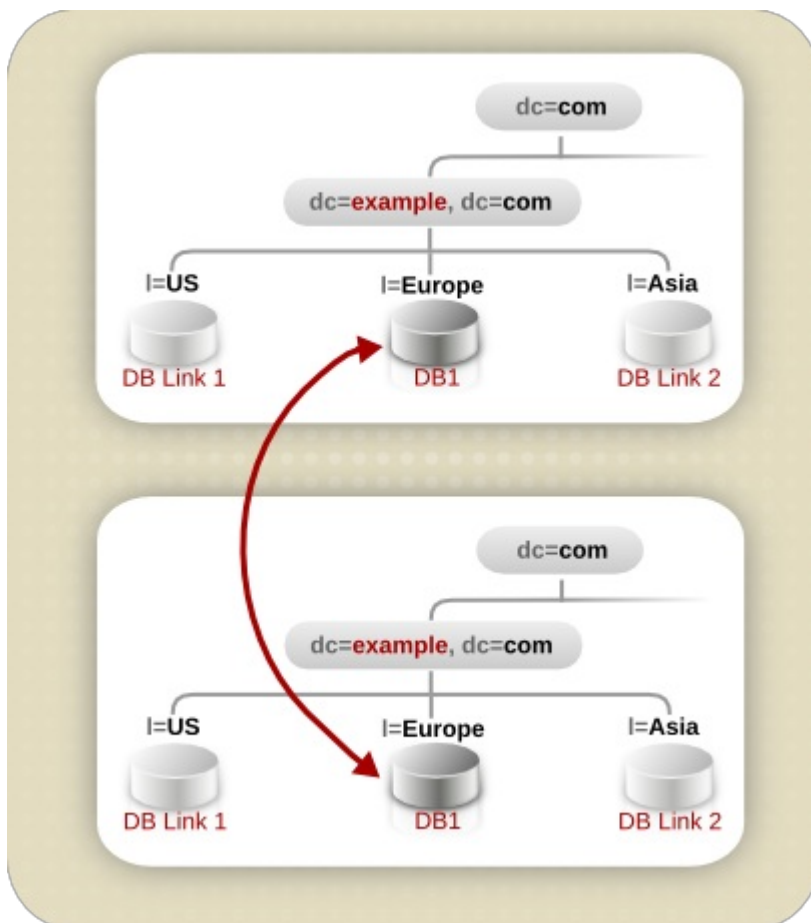 dc=com
dc=example, dc=com
l=US l=Europe l=Asia
DB Link 1 DB1 DB Link 2
dc=com
dc=example, dc=com
l=US l=Europe l=Asia
DB Link 1 DB1 DB Link 2